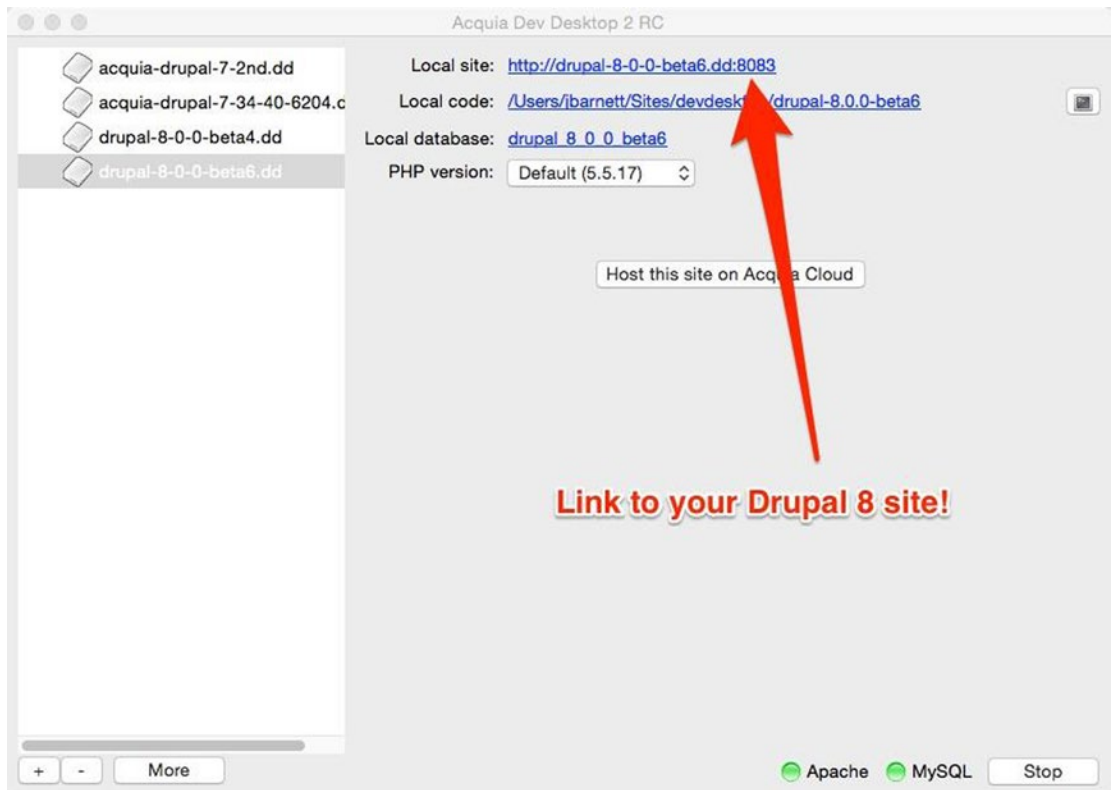 Acquia Dev Desktop 2 RC
acquia-drupal-7-2nd.dd
acquia-drupal-7-34-40-6204.c
drupal-8-0-0-beta4.dd
drupal-8-0-0-beta6.dd
Local site: http://drupal-8-0-0-beta6.dd:8083
Local code: /Users/jbarnett/Sites/devdeskt /drupal-8.0.0-beta6
Local database: drupal_8_0_0_beta6
PHP version: Default (5.5.17)
Host this site on Acquia Cloud
Link to your Drupal 8 site!
+ - More
Apache MySQL Stop